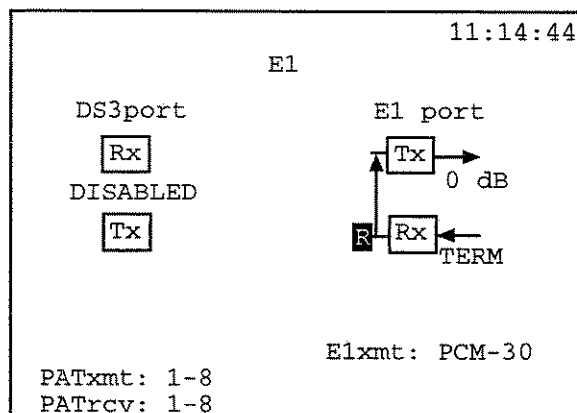 11:14:44
E1
DS3port E1 port
Rx Tx
0 dB
DISABLED
Tx R Rx
TERM
E1xmt: PCM-30
PATxmt: 1-8
PATrcv: 1-8